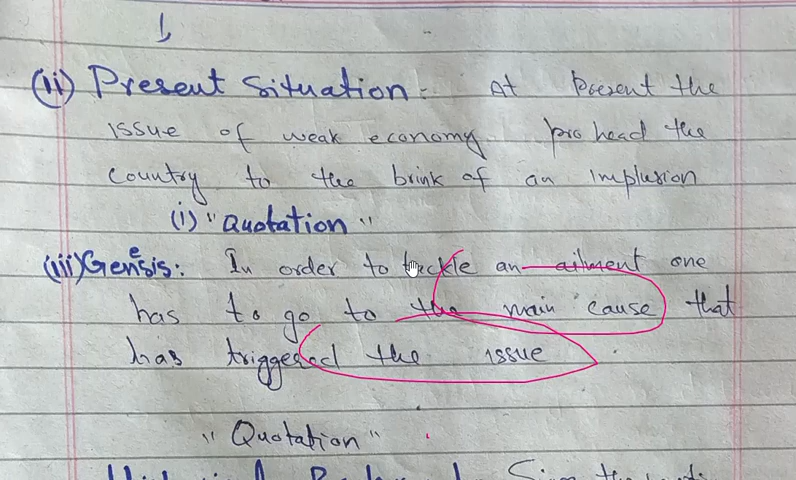 (ii) Present Situation:- At Present the
issue of weak economy pro head the
country to the brink of an implusion
(i) "Quotation"
(iii) Genesis: In order to tackle an ailment one
has to go to the main cause that
has triggered the issue
"Quotation"